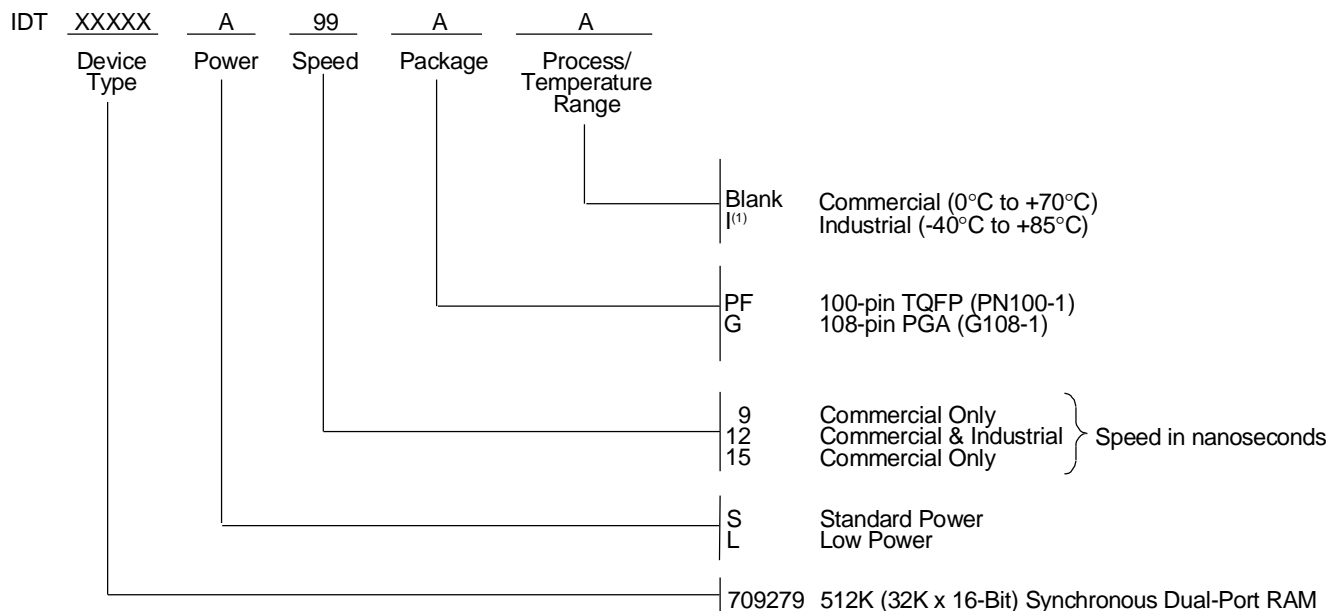 IDT XXXXX A 99 A A
Device Type Power Speed Package Process/ Temperature Range
Blank Commercial (0°C to +70°C)
I(1) Industrial (-40°C to +85°C)
PF 100-pin TQFP (PN100-1)
G 108-pin PGA (G108-1)
9 Commercial Only
12 Commercial & Industrial Speed in nanoseconds
15 Commercial Only
S Standard Power
L Low Power
709279 512K (32K x 16-Bit) Synchronous Dual-Port RAM